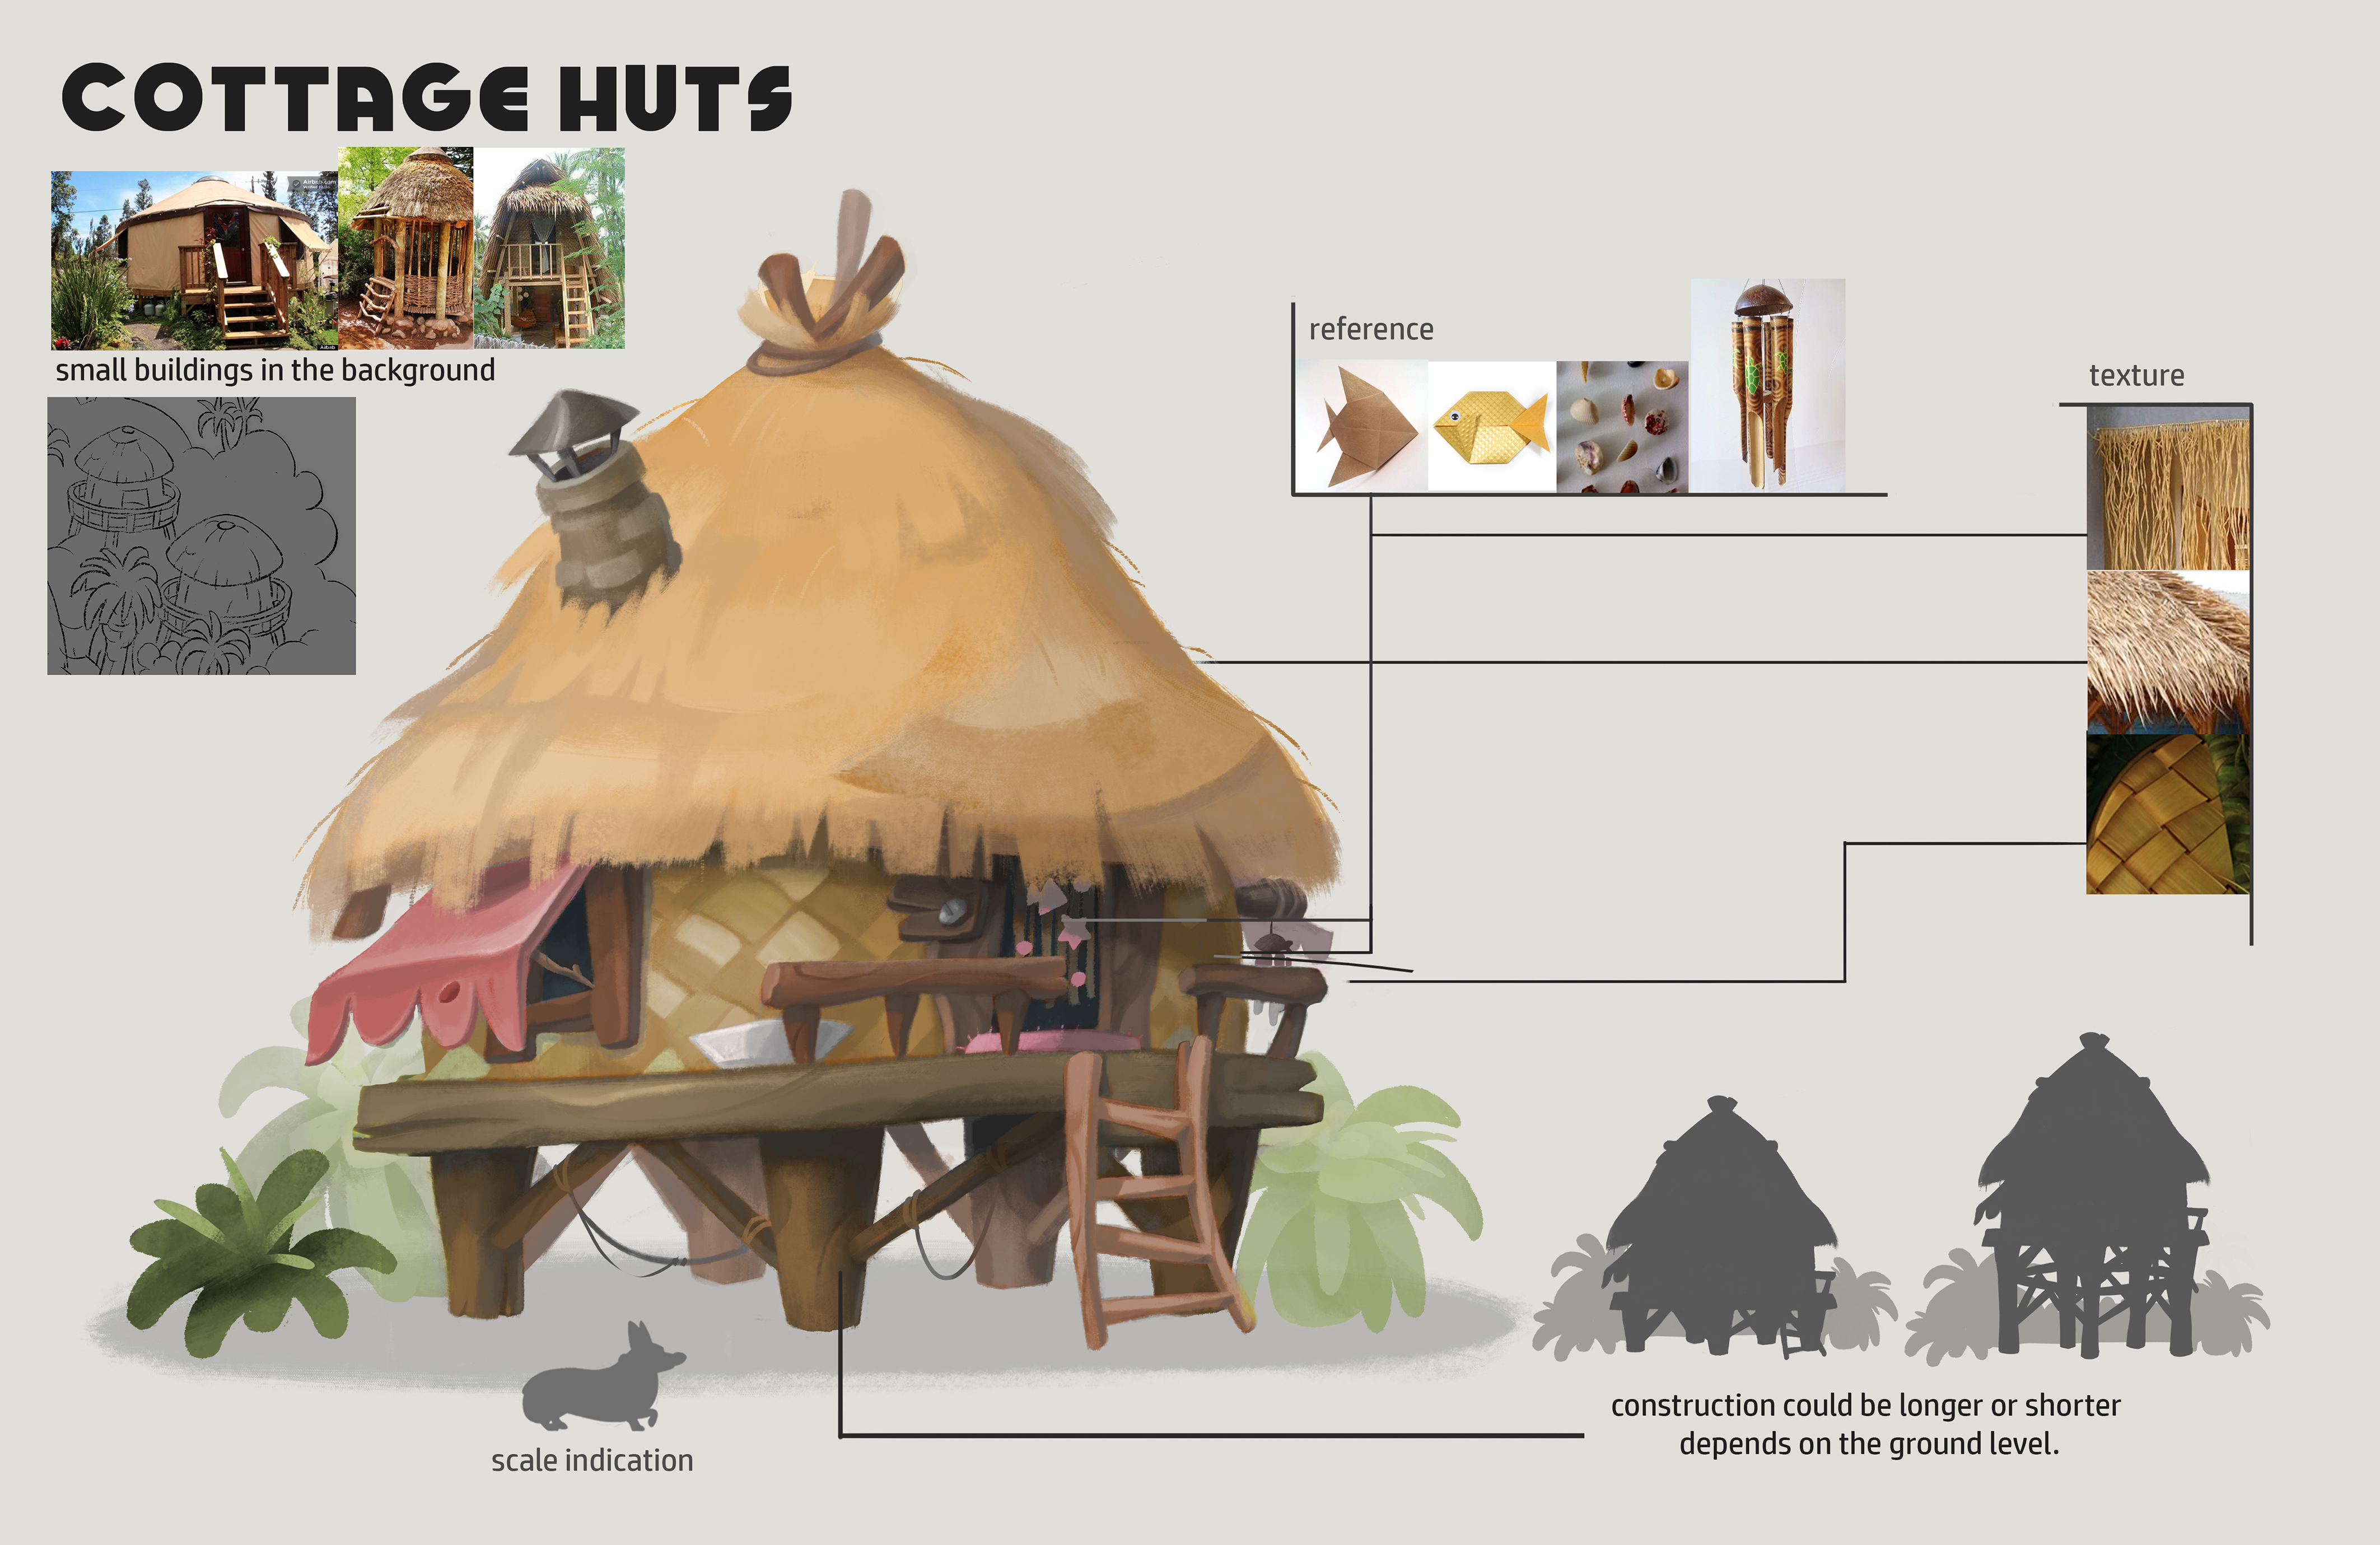 COTTAGE HUTS
small buildings in the background
reference
texture
scale indication
construction could be longer or shorter
depends on the ground level.